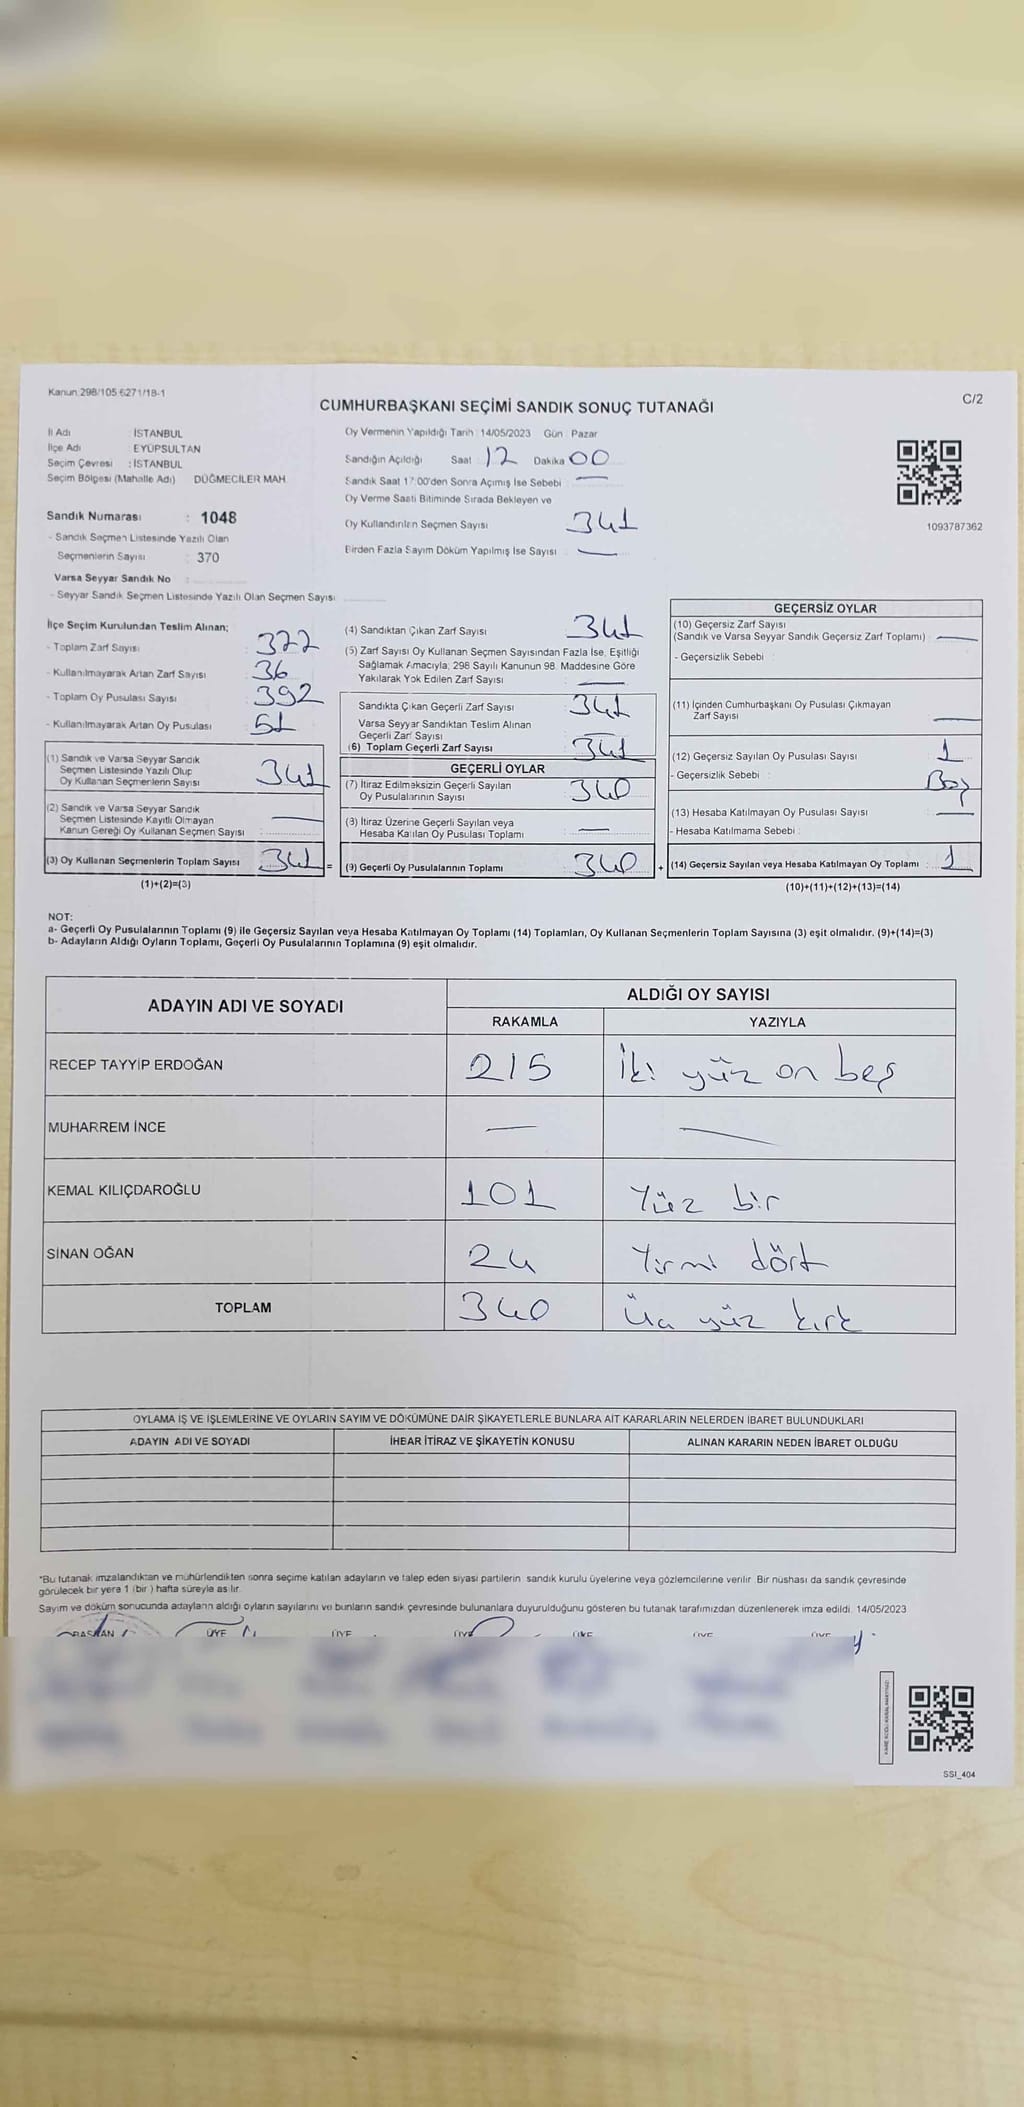 Kanun 298/105 6271/18-1
C/2
CUMHURBAŞKANI SEÇİMİ SANDIK SONUÇ TUTANAĞI
İl Adı : İSTANBUL
İlçe Adı : EYÜPSULTAN
Seçim Çevresi : İSTANBUL
Seçim Bölgesi (Mahalle Adı) DÜĞMECİLER MAH.
Sandık Numarası : 1048
- Sandık Seçmen Listesinde Yazılı Olan
Seçmenlerin Sayısı : 370
Varsa Seyyar Sandık No :
- Seyyar Sandık Seçmen Listesinde Yazılı Olan Seçmen Sayısı
Oy Vermenin Yapıldığı Tarih : 14/05/2023 Gün : Pazar
Sandığın Açıldığı Saat 12 Dakika 00
Sandık Saat 17:00'den Sonra Açımış İse Sebebi : —
Oy Verme Saati Bitiminde Sırada Bekleyen ve
Oy Kullandırılan Seçmen Sayısı 341
Birden Fazla Sayım Döküm Yapılmış İse Sayısı : —
1093787362
İlçe Seçim Kurulundan Teslim Alınan;
- Toplam Zarf Sayısı : 377
- Kullanılmayarak Artan Zarf Sayısı : 36
- Toplam Oy Pusulası Sayısı : 392
- Kullanılmayarak Artan Oy Pusulası : 51
(1) Sandık ve Varsa Seyyar Sandık
Seçmen Listesinde Yazılı Olup
Oy Kullanan Seçmenlerin Sayısı 341
(2) Sandık ve Varsa Seyyar Sandık
Seçmen Listesinde Kayıtlı Olmayan
Kanun Gereği Oy Kullanan Seçmen Sayısı —
(3) Oy Kullanan Seçmenlerin Toplam Sayısı 341 =
(1)+(2)=(3)
(4) Sandıktan Çıkan Zarf Sayısı : 341
(5) Zarf Sayısı Oy Kullanan Seçmen Sayısından Fazla İse, Eşitliği
Sağlamak Amacıyla; 298 Sayılı Kanunun 98. Maddesine Göre
Yakılarak Yok Edilen Zarf Sayısı : —
Sandıkta Çıkan Geçerli Zarf Sayısı : 341
Varsa Seyyar Sandıktan Teslim Alınan
Geçerli Zarf Sayısı : —
(6) Toplam Geçerli Zarf Sayısı : 341
GEÇERLİ OYLAR
(7) İtiraz Edilmeksizin Geçerli Sayılan
Oy Pusulalarının Sayısı : 340
(8) İtiraz Üzerine Geçerli Sayılan veya
Hesaba Katılan Oy Pusulası Toplamı : —
(9) Geçerli Oy Pusulalarının Toplamı : 340 +
GEÇERSİZ OYLAR
(10) Geçersiz Zarf Sayısı
(Sandık ve Varsa Seyyar Sandık Geçersiz Zarf Toplamı) : —
- Geçersizlik Sebebi :
(11) İçinden Cumhurbaşkanı Oy Pusulası Çıkmayan
Zarf Sayısı : —
(12) Geçersiz Sayılan Oy Pusulası Sayısı : 1
- Geçersizlik Sebebi : Boş
(13) Hesaba Katılmayan Oy Pusulası Sayısı : —
- Hesaba Katılmama Sebebi :
(14) Geçersiz Sayılan veya Hesaba Katılmayan Oy Toplamı : 1
(10)+(11)+(12)+(13)=(14)
NOT:
a- Geçerli Oy Pusulalarının Toplamı (9) ile Geçersiz Sayılan veya Hesaba Katılmayan Oy Toplamı (14) Toplamları, Oy Kullanan Seçmenlerin Toplam Sayısına (3) eşit olmalıdır. (9)+(14)=(3)
b- Adayların Aldığı Oyların Toplamı, Geçerli Oy Pusulalarının Toplamına (9) eşit olmalıdır.
ADAYIN ADI VE SOYADI
ALDIĞI OY SAYISI
RAKAMLA YAZIYLA
RECEP TAYYİP ERDOĞAN 215 İki yüz on beş
MUHARREM İNCE — —
KEMAL KILIÇDAROĞLU 101 Yüz bir
SİNAN OĞAN 24 Yirmi dört
TOPLAM 340 Üç yüz kırk
OYLAMA İŞ VE İŞLEMLERİNE VE OYLARIN SAYIM VE DÖKÜMÜNE DAİR ŞİKAYETLERLE BUNLARA AİT KARARLARIN NELERDEN İBARET BULUNDUKLARI
ADAYIN ADI VE SOYADI İHBAR İTİRAZ VE ŞİKAYETİN KONUSU ALINAN KARARIN NEDEN İBARET OLDUĞU
*Bu tutanak imzalandıktan ve mühürlendikten sonra seçime katılan adayların ve talep eden siyasi partilerin sandık kurulu üyelerine veya gözlemcilerine verilir. Bir nüshası da sandık çevresinde
görülecek bir yere 1 (bir ) hafta süreyle asılır.
Sayım ve döküm sonucunda adayların aldığı oyların sayılarını ve bunların sandık çevresinde bulunanlara duyurulduğunu gösteren bu tutanak tarafımızdan düzenlenerek imza edildi. 14/05/2023
BAŞKAN ÜYE ÜYE ÜYE ÜYE ÜYE ÜYE
SSI_404